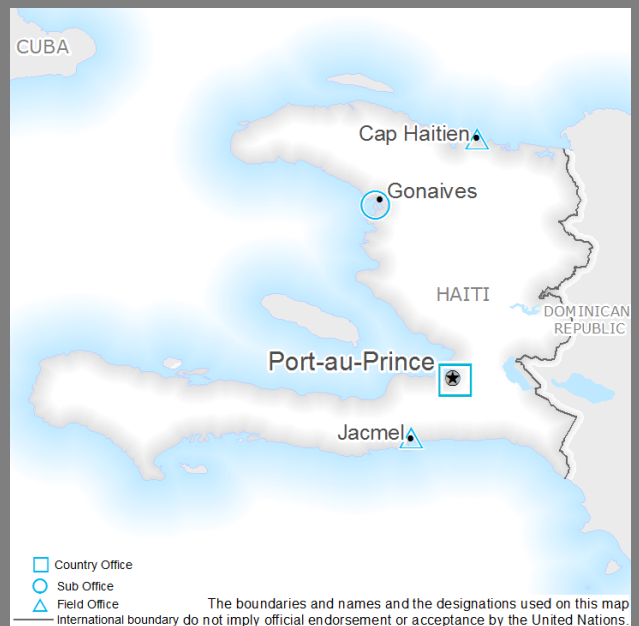 CUBA
Cap Haitien
Gonaives
HAITI
DOMINICAN
REPUBLIC
Port-au-Prince
Jacmel
Country Office
Sub Office
Field Office
International boundary
The boundaries and names and the designations used on this map
do not imply official endorsement or acceptance by the United Nations.